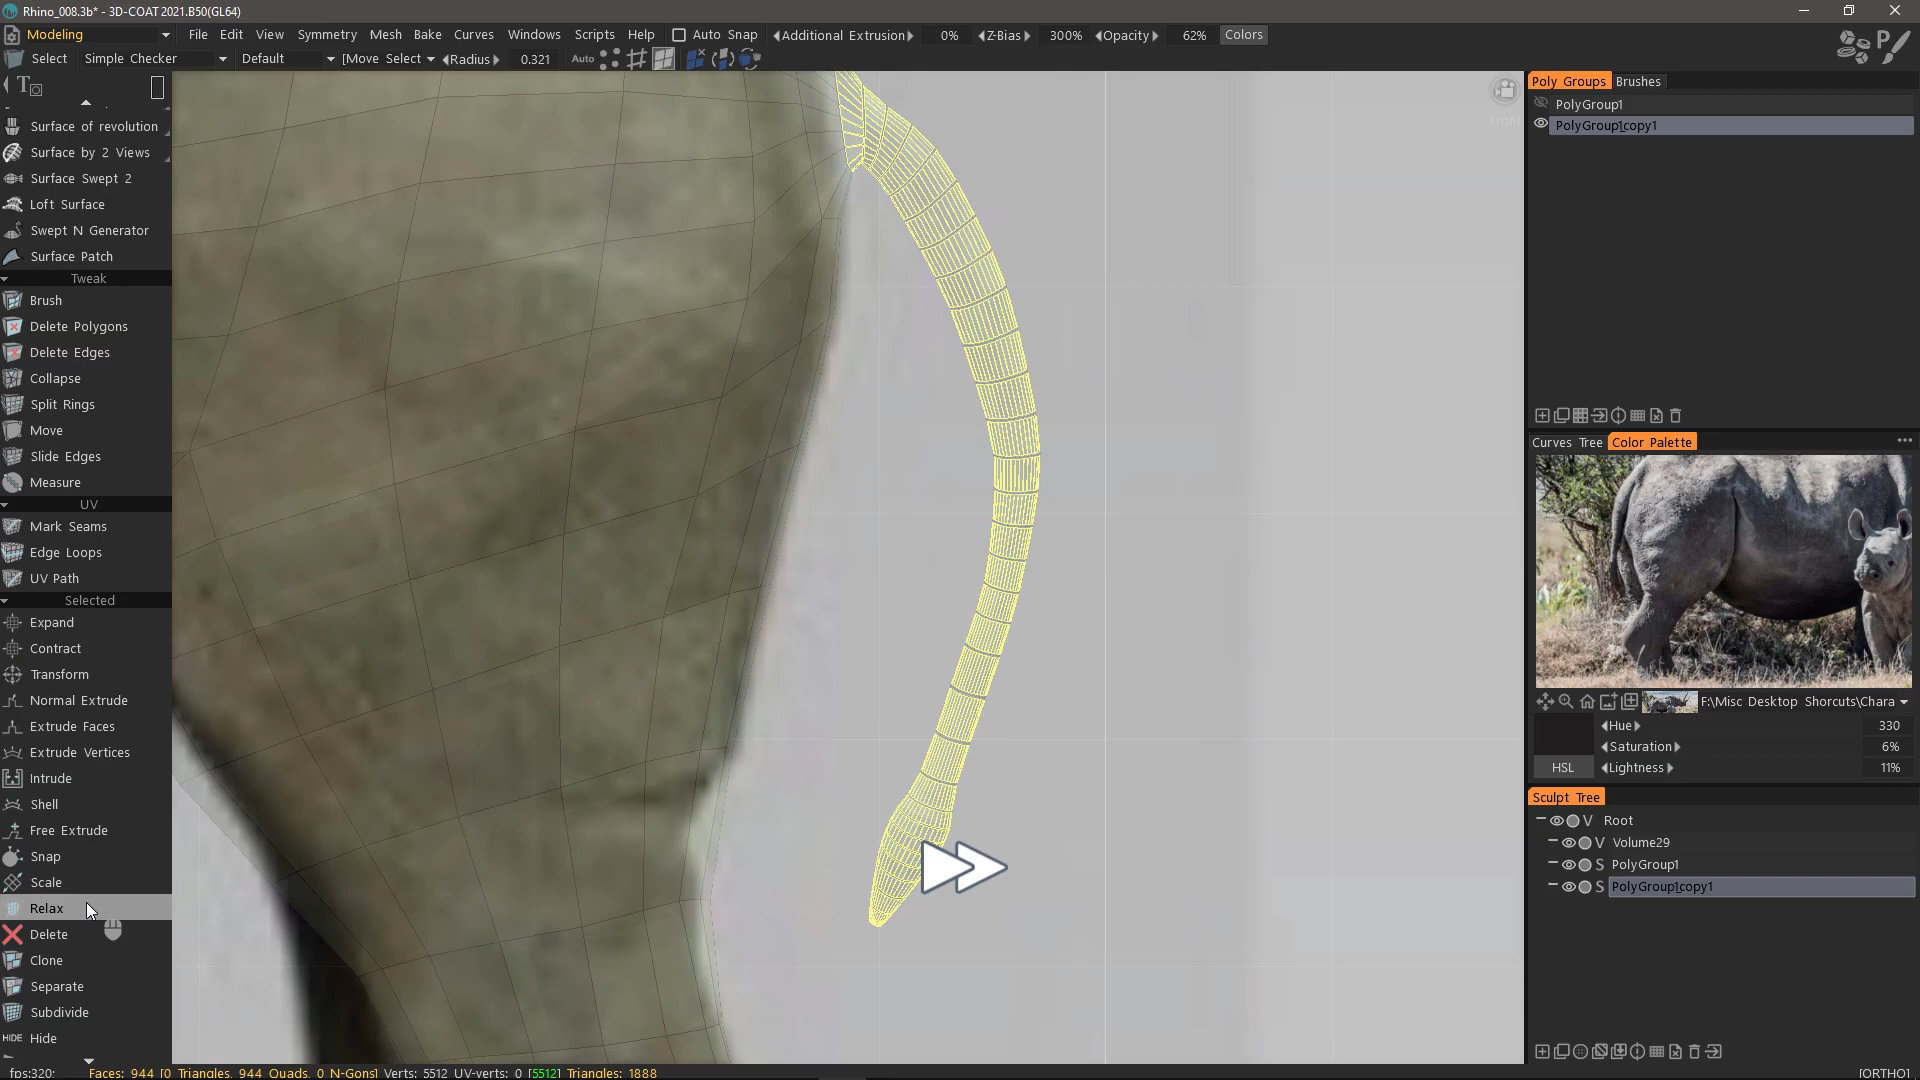 Rhino_008.3b* - 3D-COAT 2021.B50(GL64)
Modeling File Edit View Symmetry Mesh Bake Curves Windows Scripts Help Auto Snap Additional Extrusion 0% Z-Bias 300% Opacity 62% Colors
Select Simple Checker Default [Move Select Radius 0.321 Auto
Surface of revolution
Surface by 2 Views
Surface Swept 2
Loft Surface
Swept N Generator
Surface Patch
Tweak
Brush
Delete Polygons
Delete Edges
Collapse
Split Rings
Move
Slide Edges
Measure
UV
Mark Seams
Edge Loops
UV Path
Selected
Expand
Contract
Transform
Normal Extrude
Extrude Faces
Extrude Vertices
Intrude
Shell
Free Extrude
Snap
Scale
Relax
Delete
Clone
Separate
Subdivide
HIDE Hide
Front
Poly Groups Brushes
PolyGroup1
PolyGroup1_copy1
Curves Tree Color Palette
F:\Misc Desktop Shorcuts\Chara
Hue 330
Saturation 6%
HSL Lightness 11%
Sculpt Tree
V Root
V Volume29
S PolyGroup1
S PolyGroup1_copy1
fps:320; Faces: 944 [0 Triangles, 944 Quads, 0 N-Gons] Verts: 5512 UV-verts: 0 [5512] Triangles: 1888 [ORTHO]